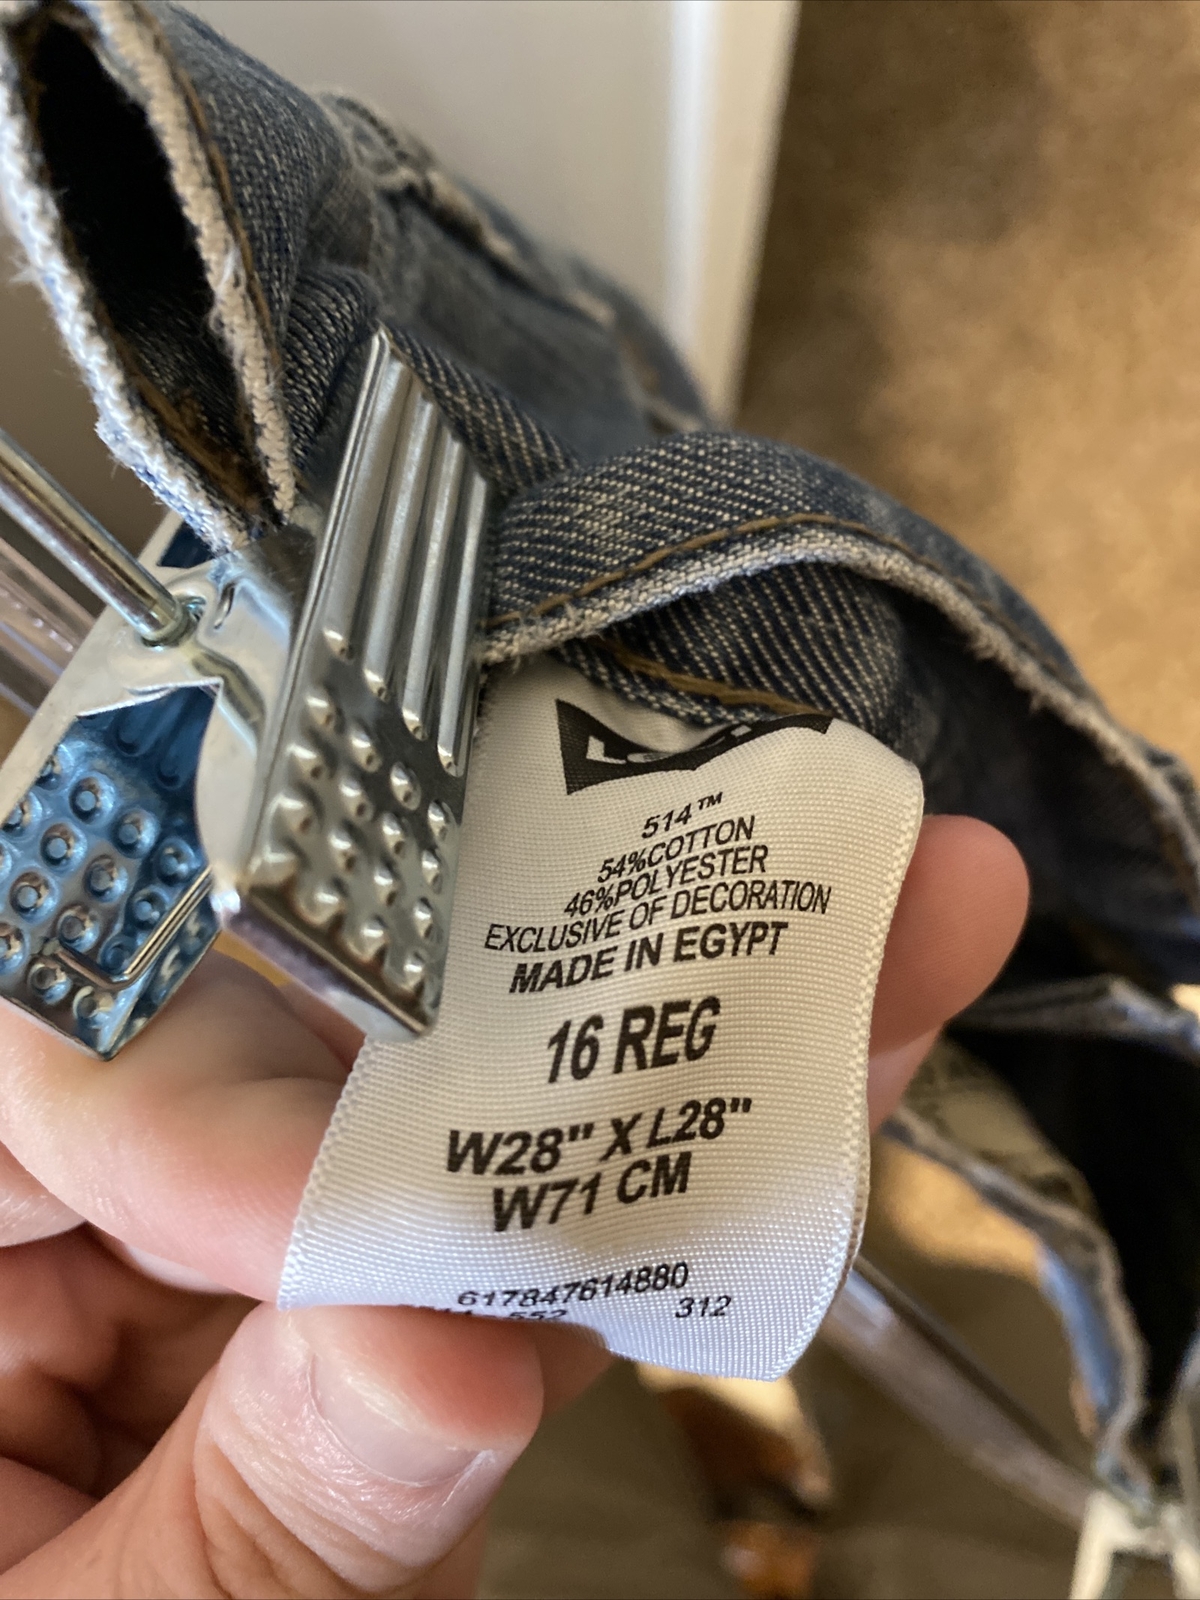 514™
54%COTTON
46%POLYESTER
EXCLUSIVE OF DECORATION
MADE IN EGYPT
16 REG
W28" X L28"
W71 CM
617847614880
552 312